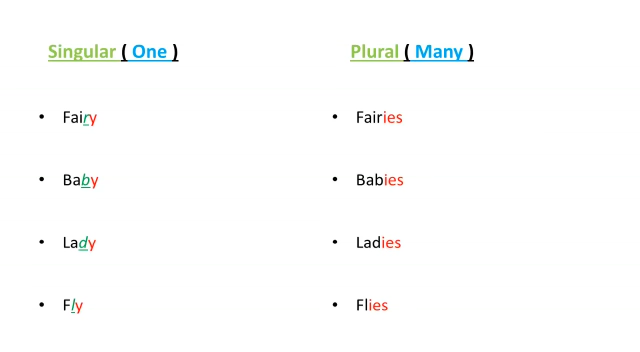 Singular ( One )
Plural ( Many )
• Fairy
• Fairies
• Baby
• Babies
• Lady
• Ladies
• Fly
• Flies